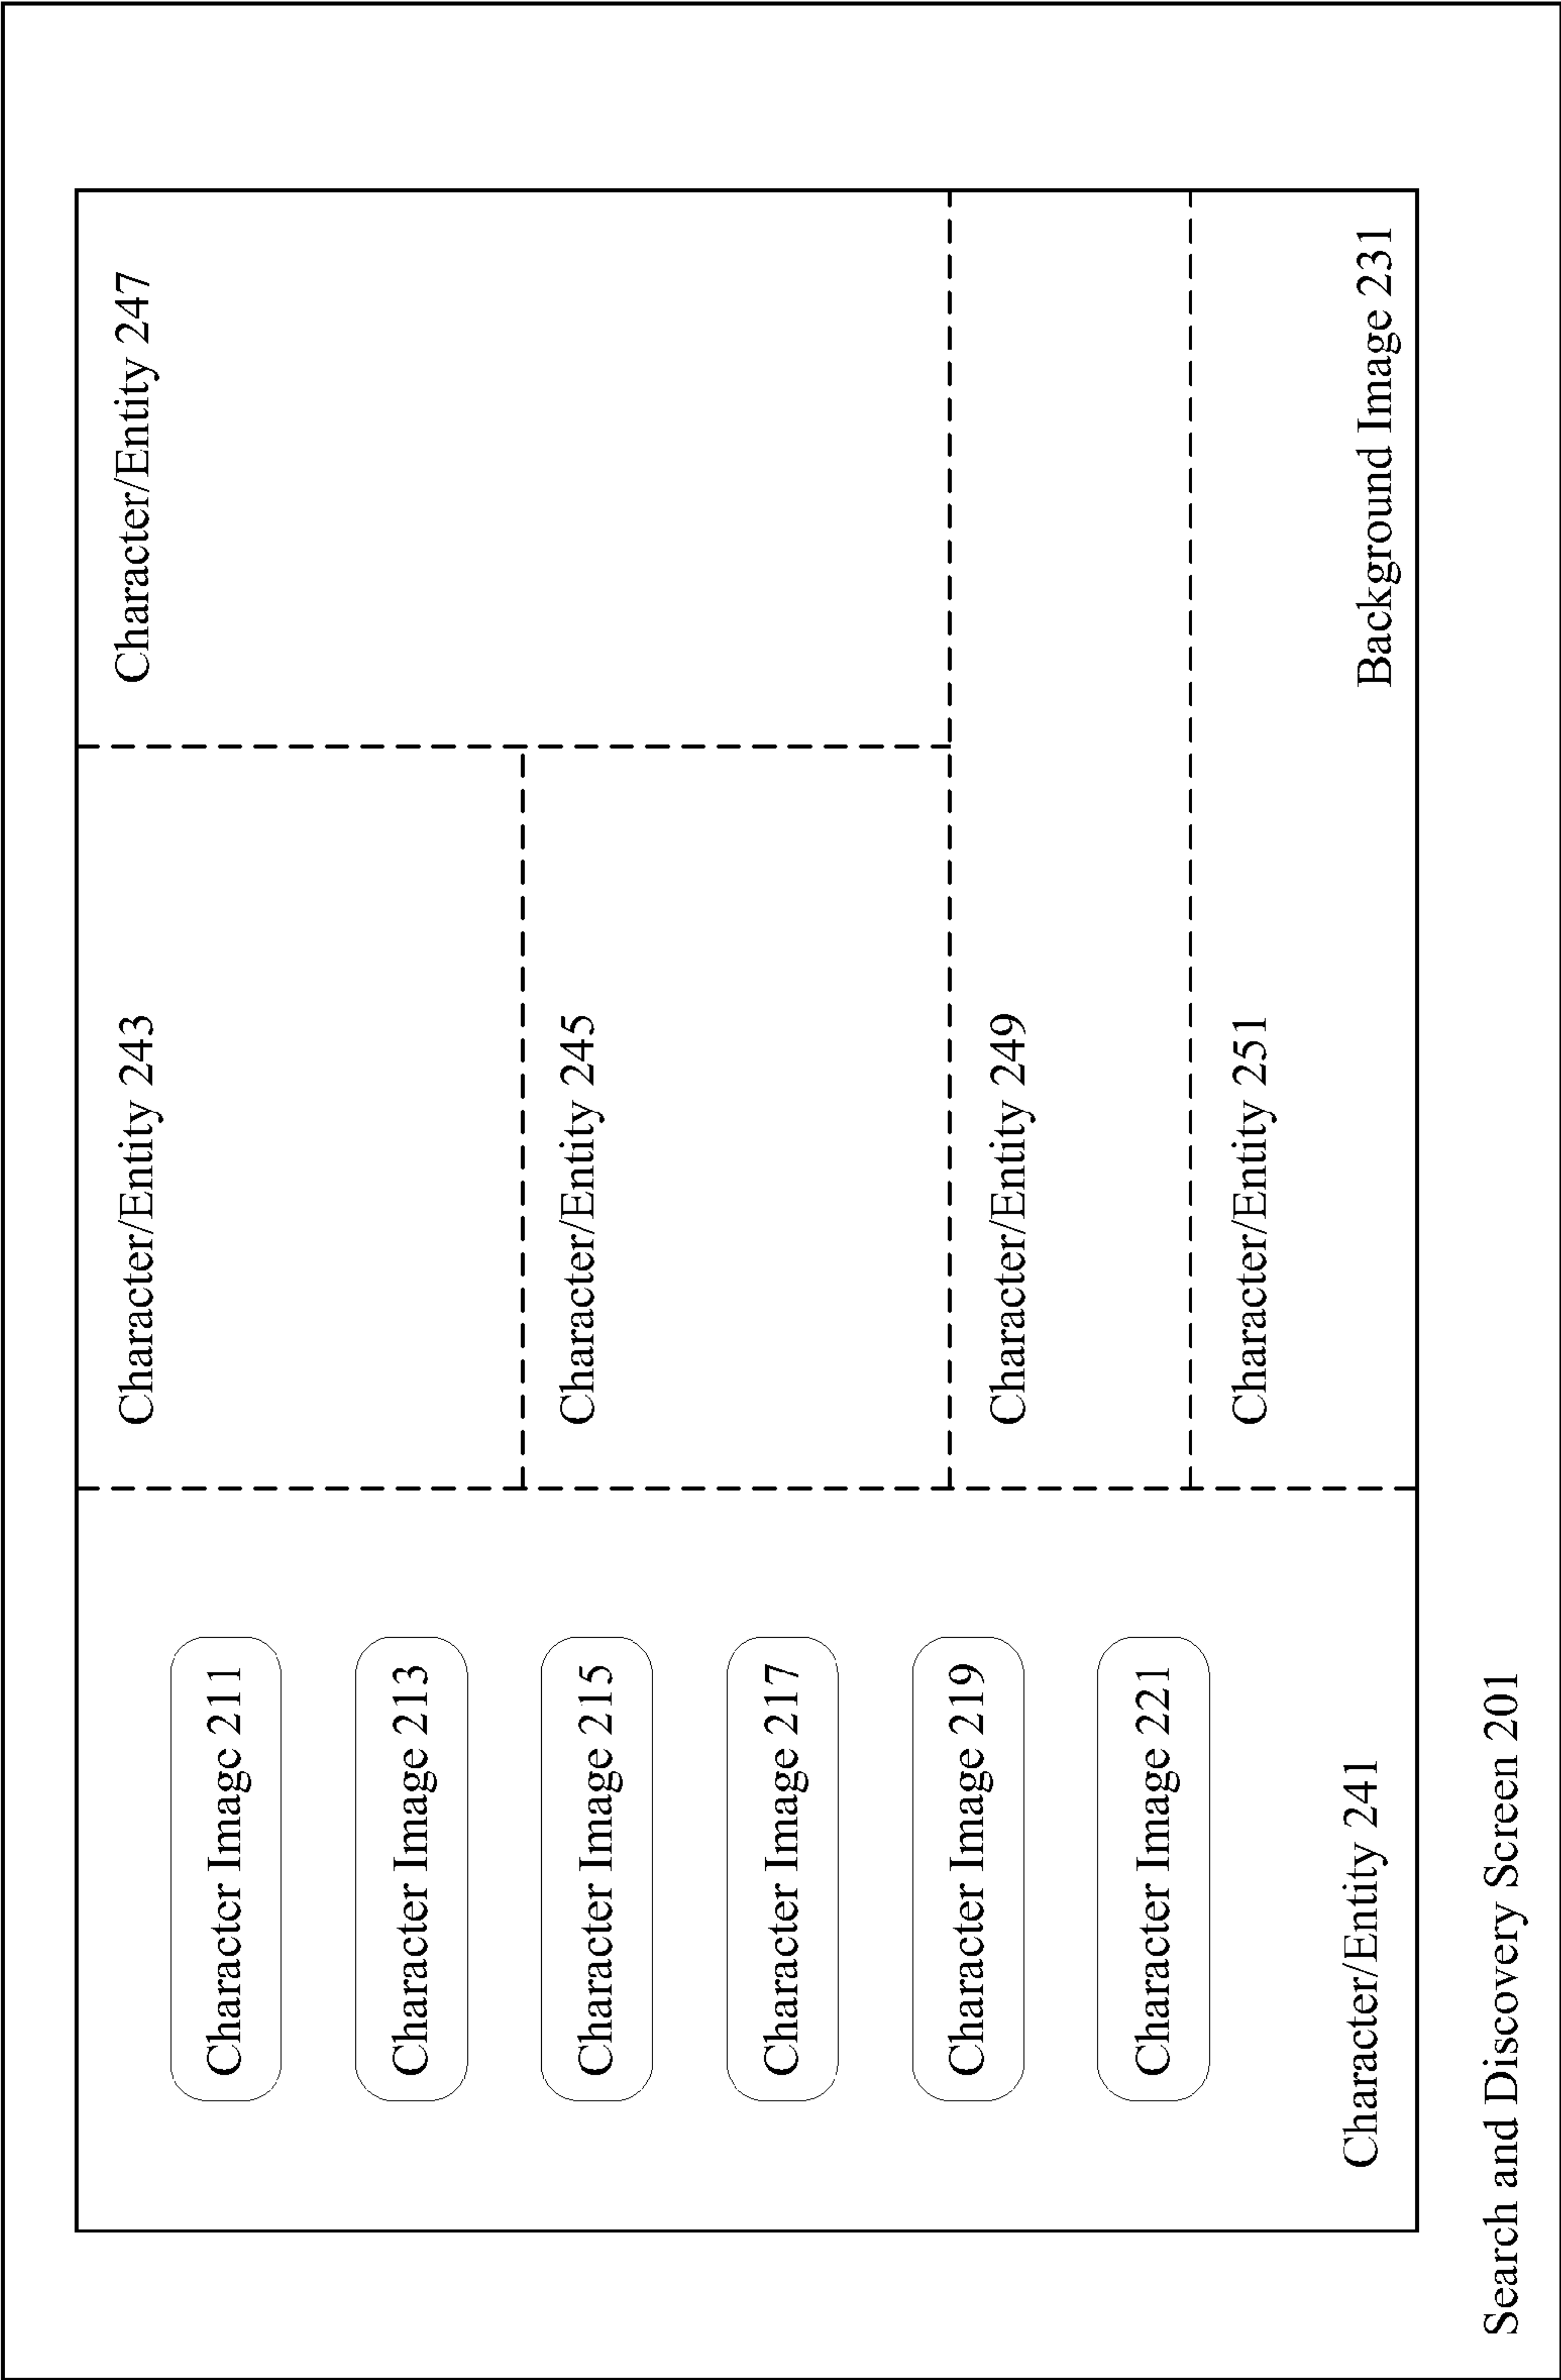 Character Image 211
Character Image 213
Character Image 215
Character Image 217
Character Image 219
Character Image 221
Character/Entity 241
Character/Entity 243
Character/Entity 247
Character/Entity 245
Character/Entity 249
Character/Entity 251
Background Image 231
Search and Discovery Screen 201